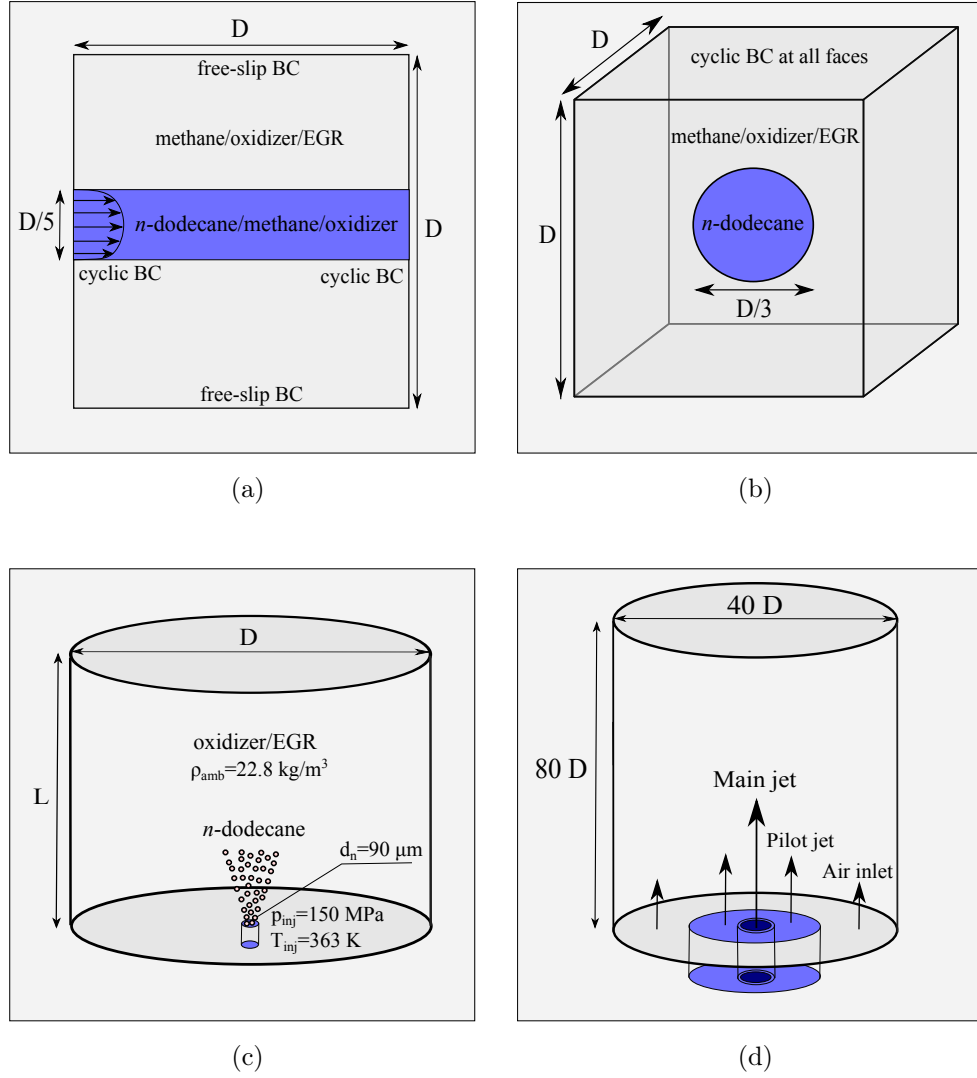 D
free-slip BC
methane/oxidizer/EGR
D/5
n-dodecane/methane/oxidizer
D
cyclic BC
cyclic BC
free-slip BC
(a)
D
cyclic BC at all faces
methane/oxidizer/EGR
D
n-dodecane
D/3
(b)
D
oxidizer/EGR
ρamb=22.8 kg/m³
L
n-dodecane
dn=90 μm
pinj=150 MPa
Tinj=363 K
(c)
40 D
80 D
Main jet
Pilot jet
Air inlet
(d)